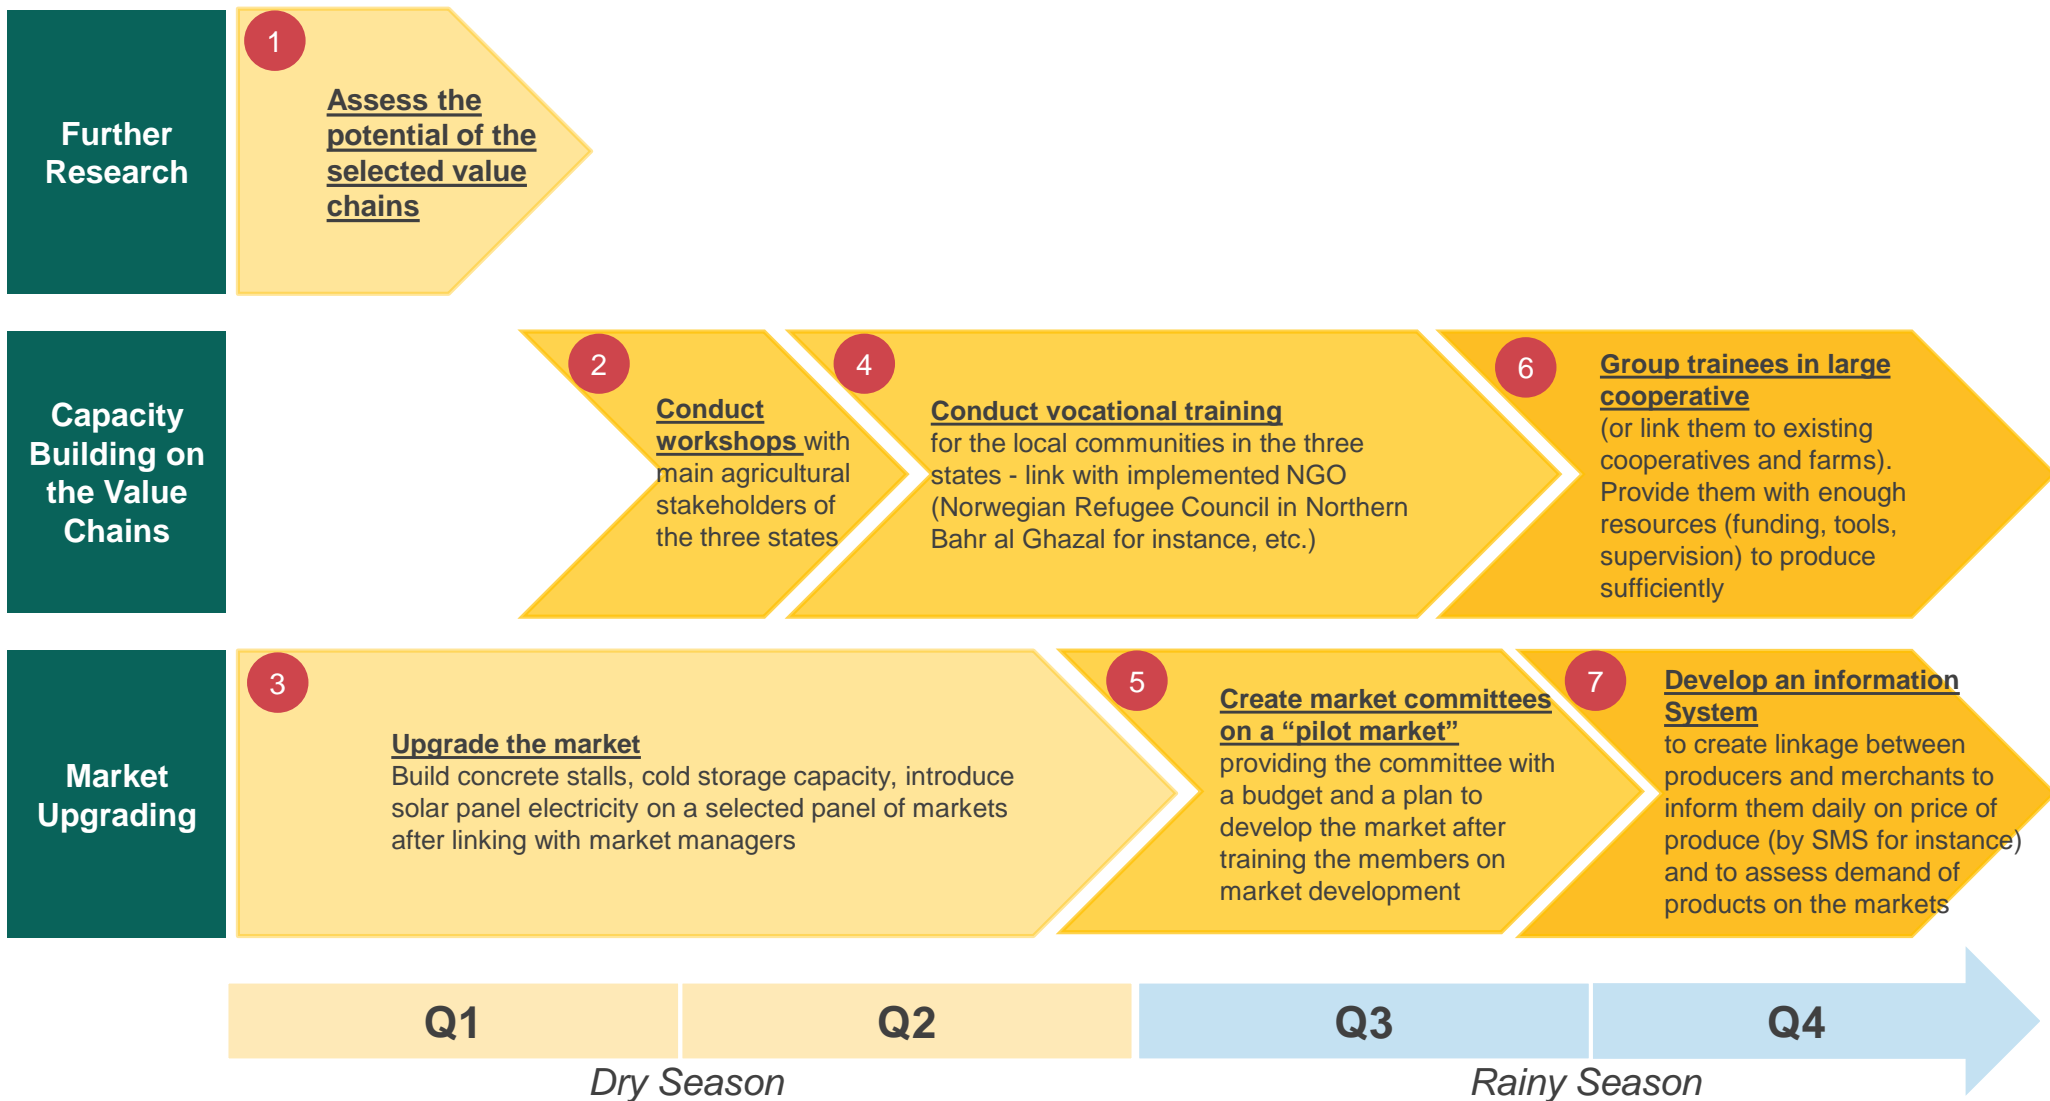 Further
Research
1
Assess the
potential of the
selected value
chains
Capacity
Building on
the Value
Chains
2
Conduct
workshops with
main agricultural
stakeholders of
the three states
4
Conduct vocational training
for the local communities in the three
states - link with implemented NGO
(Norwegian Refugee Council in Northern
Bahr al Ghazal for instance, etc.)
6
Group trainees in large
cooperative
(or link them to existing
cooperatives and farms).
Provide them with enough
resources (funding, tools,
supervision) to produce
sufficiently
Market
Upgrading
3
Upgrade the market
Build concrete stalls, cold storage capacity, introduce
solar panel electricity on a selected panel of markets
after linking with market managers
5
Create market committees
on a “pilot market”
providing the committee with
a budget and a plan to
develop the market after
training the members on
market development
7
Develop an information
System
to create linkage between
producers and merchants to
inform them daily on price of
produce (by SMS for instance)
and to assess demand of
products on the markets
Q1
Q2
Q3
Q4
Dry Season
Rainy Season